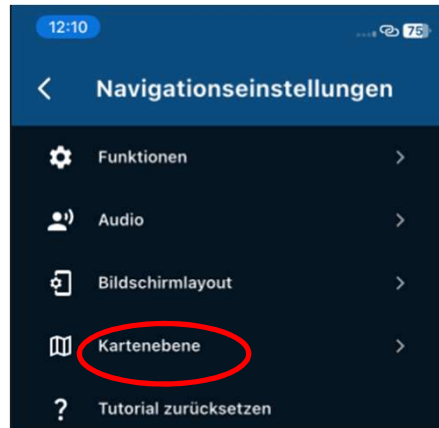 12:10
75
Navigationseinstellungen
Funktionen
Audio
Bildschirmlayout
Kartenebene
? Tutorial zurücksetzen